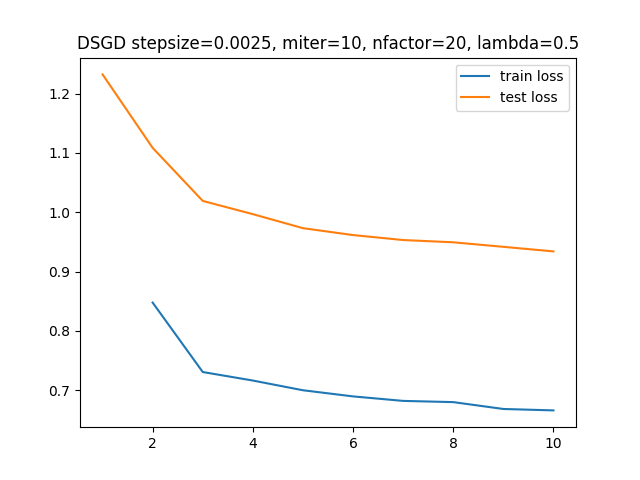 DSGD stepsize=0.0025, miter=10, nfactor=20, lambda=0.5
train loss
test loss
1.2
1.1
1.0
0.9
0.8
0.7
2 4 6 8 10